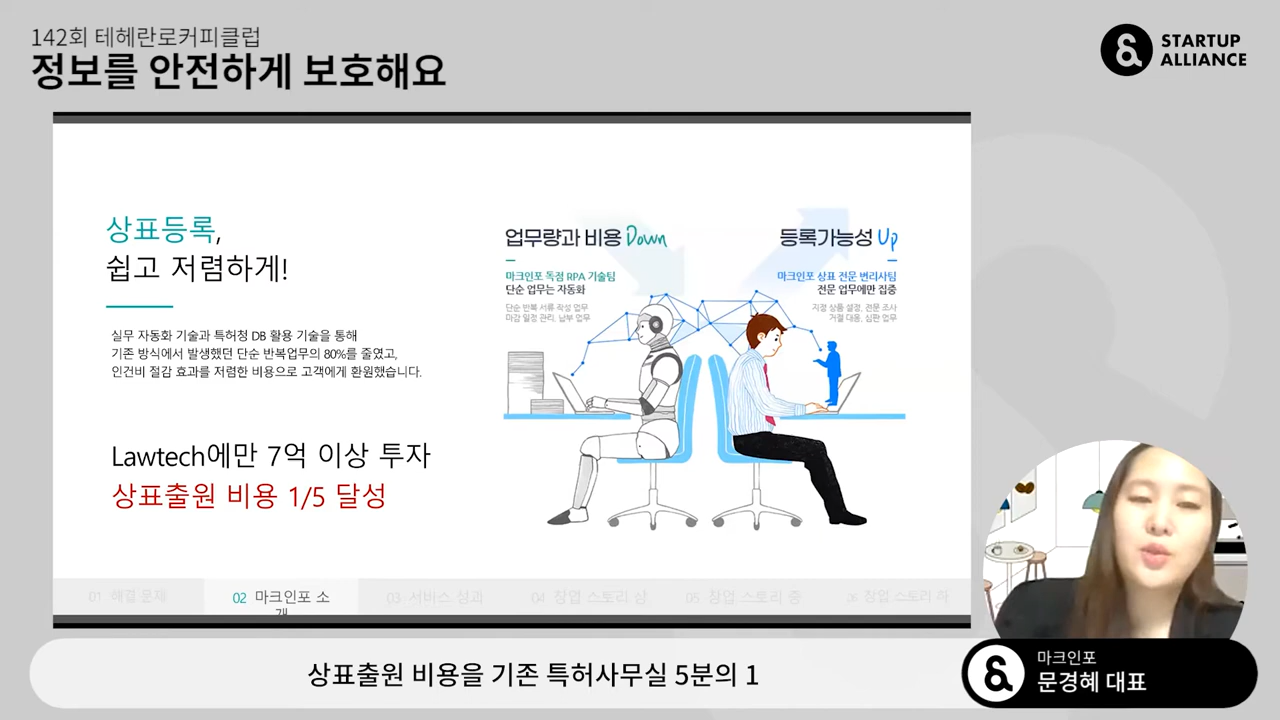 142회 테헤란로커피클럽
정보를 안전하게 보호해요
STARTUP
ALLIANCE
상표등록,
쉽고 저렴하게!
실무 자동화 기술과 특허청 DB 활용 기술을 통해
기존 방식에서 발생했던 단순 반복업무의 80%를 줄였고,
인건비 절감 효과를 저렴한 비용으로 고객에게 환원했습니다.
Lawtech에만 7억 이상 투자
상표출원 비용 1/5 달성
업무량과 비용 Down
마크인포 독점 RPA 기술팀
단순 업무는 자동화
단순 반복 서류 작성 업무
마감 일정 관리, 납부 업무
등록가능성 Up
마크인포 상표 전문 변리사팀
전문 업무에만 집중
지정 상품 설정, 전문 조사
거절 대응, 심판 업무
01 해결 문제
02 마크인포 소
개
03 서비스 성과
04 창업 스토리 상
05 창업 스토리 중
06 창업 스토리 하
상표출원 비용을 기존 특허사무실 5분의 1
마크인포
문경혜 대표